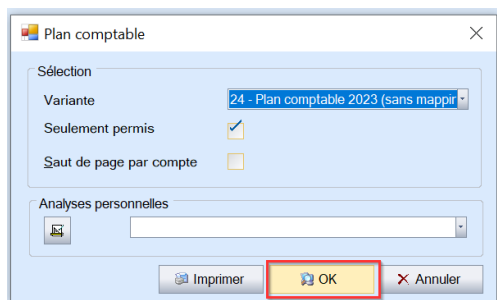 Plan comptable
Sélection
Variante 24 - Plan comptable 2023 (sans mappir
Seulement permis
Saut de page par compte
Analyses personnelles
Imprimer OK Annuler